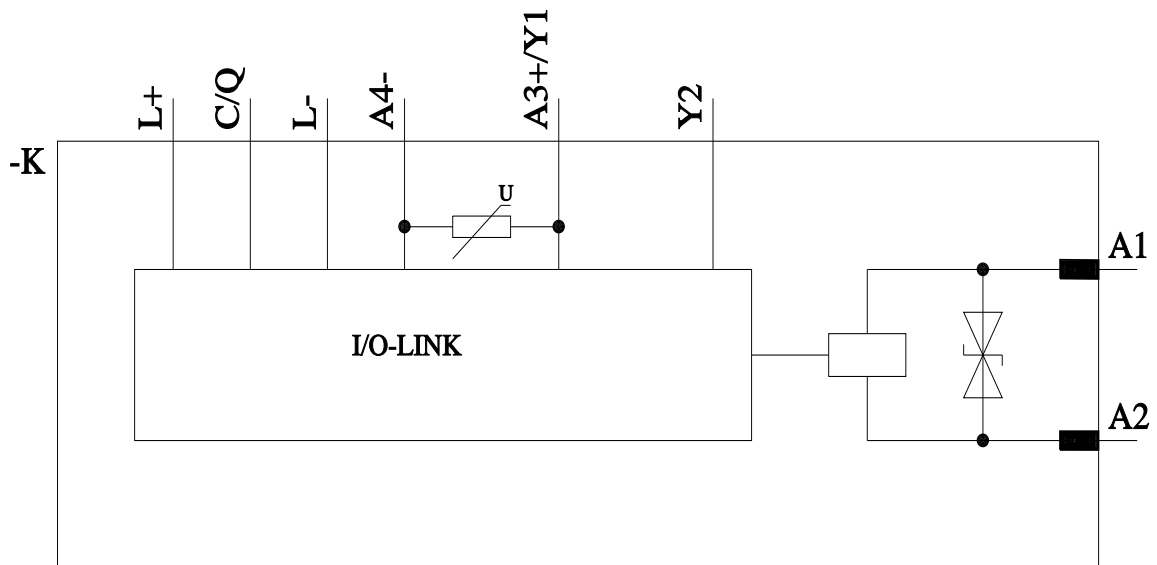 L+
C/Q
L-
A4-
A3+/Y1
Y2
-K
U
A1
I/O-LINK
A2